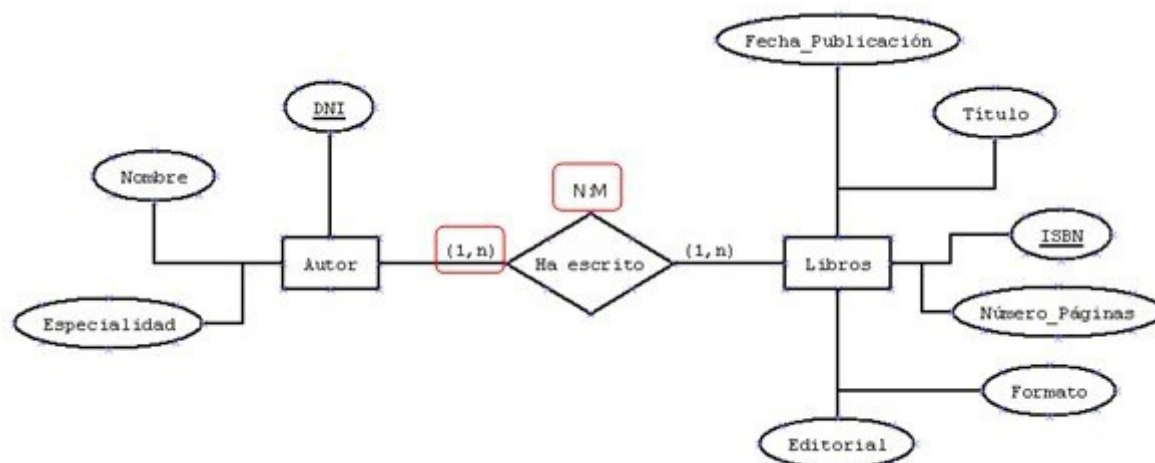 Fecha_Publicación
DNI
Título
Nombre
N:M
ISBN
(1,n)
(1,n)
Autor
Ha escrito
Libros
Número_Páginas
Especialidad
Formato
Editorial